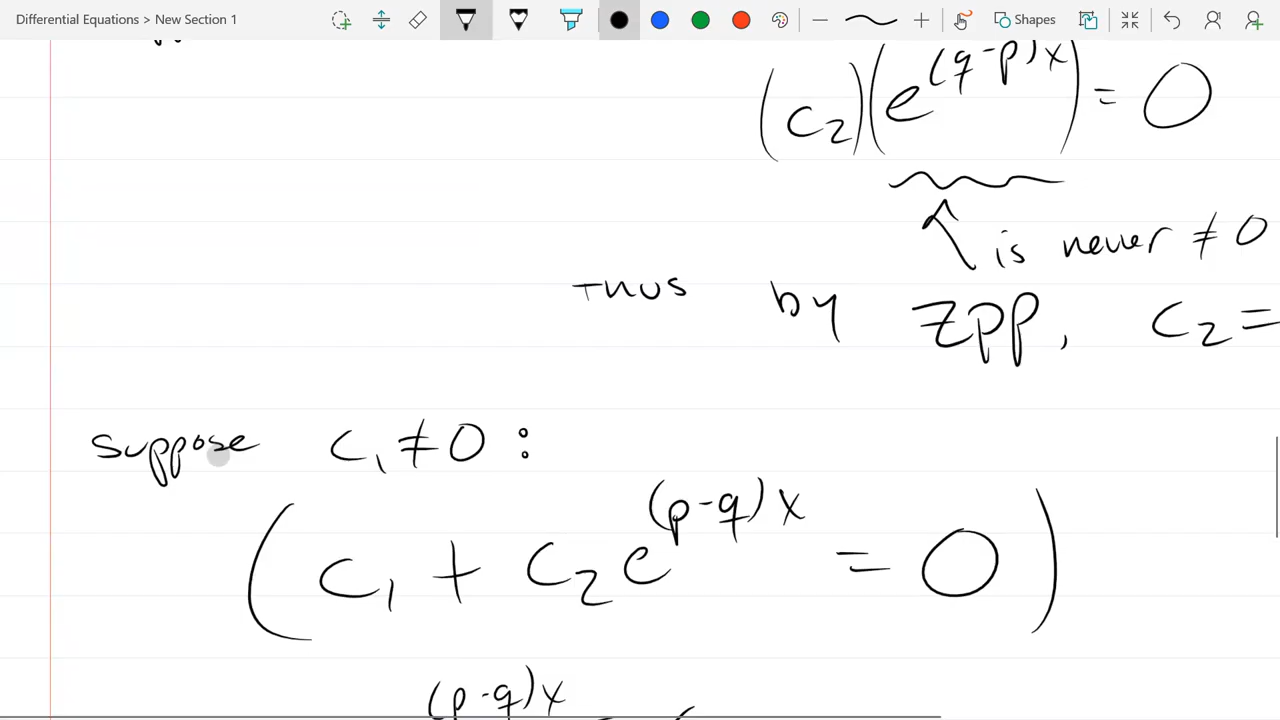 Differential Equations > New Section 1
Shapes
(c₂)(e^(q-p)x) = 0
is never ≠ 0
Thus by ZPP, c₂ =
Suppose c₁ ≠ 0 :
(c₁ + c₂e^(p-q)x = 0)
(p-q)x